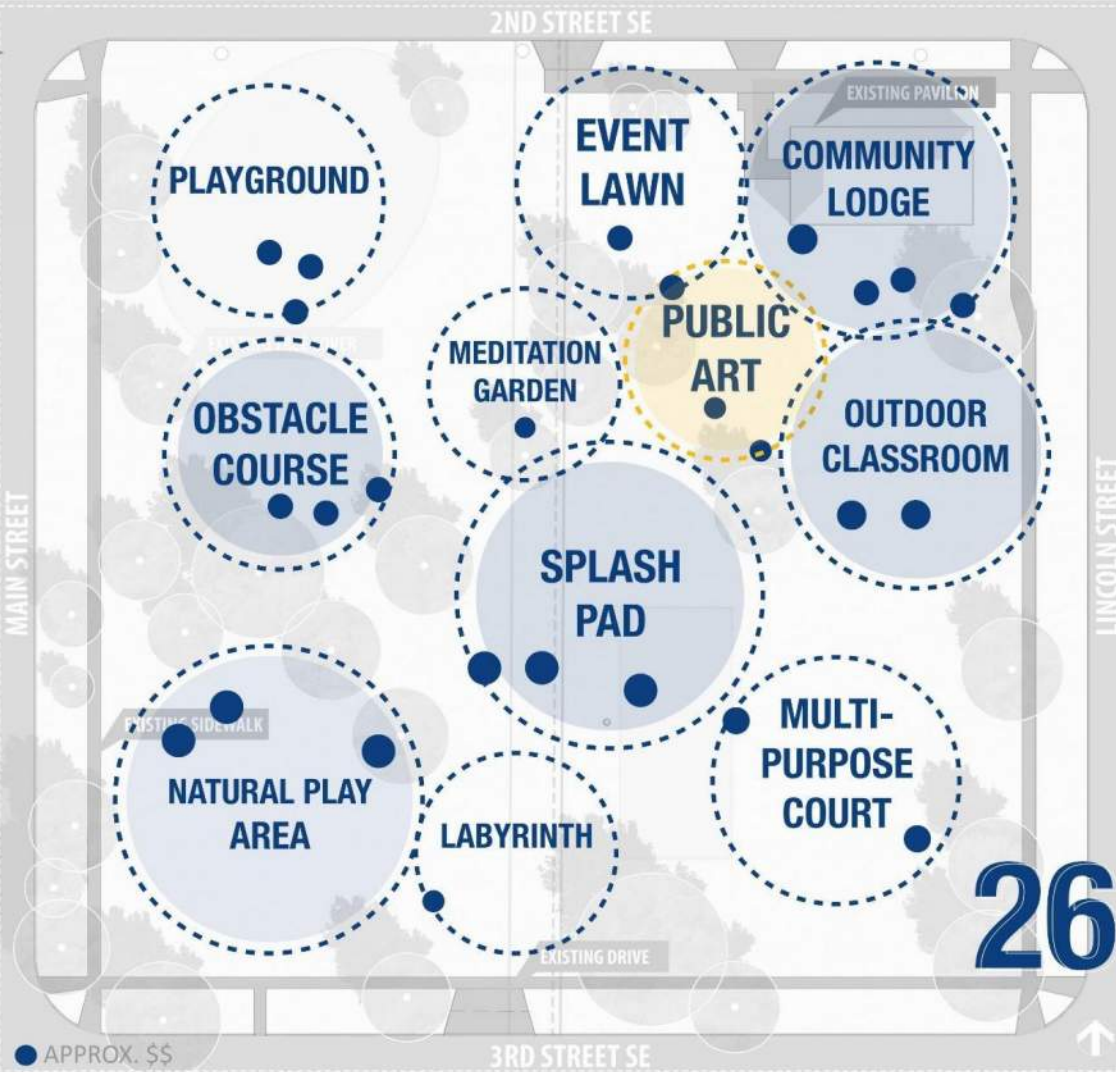 2ND STREET SE
EXISTING PAVILION
EVENT
LAWN
COMMUNITY
LODGE
PLAYGROUND
PUBLIC
ART
MEDITATION
GARDEN
OBSTACLE
COURSE
OUTDOOR
CLASSROOM
MAIN STREET
LINCOLN STREET
SPLASH
PAD
EXISTING SIDEWALK
NATURAL PLAY
AREA
MULTI-
PURPOSE
COURT
LABYRINTH
26
EXISTING DRIVE
APPROX. $$
3RD STREET SE